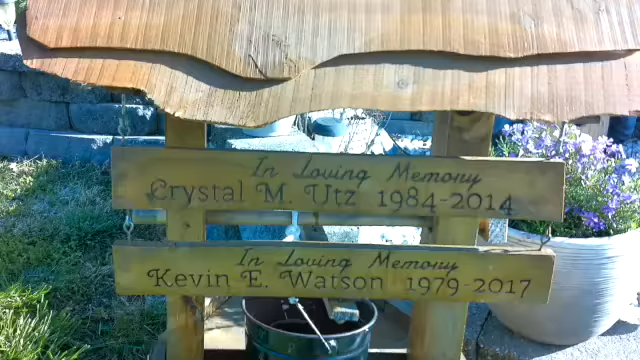 In Loving Memory
Crystal M. Utz 1984-2014
In Loving Memory
Kevin E. Watson 1979-2017